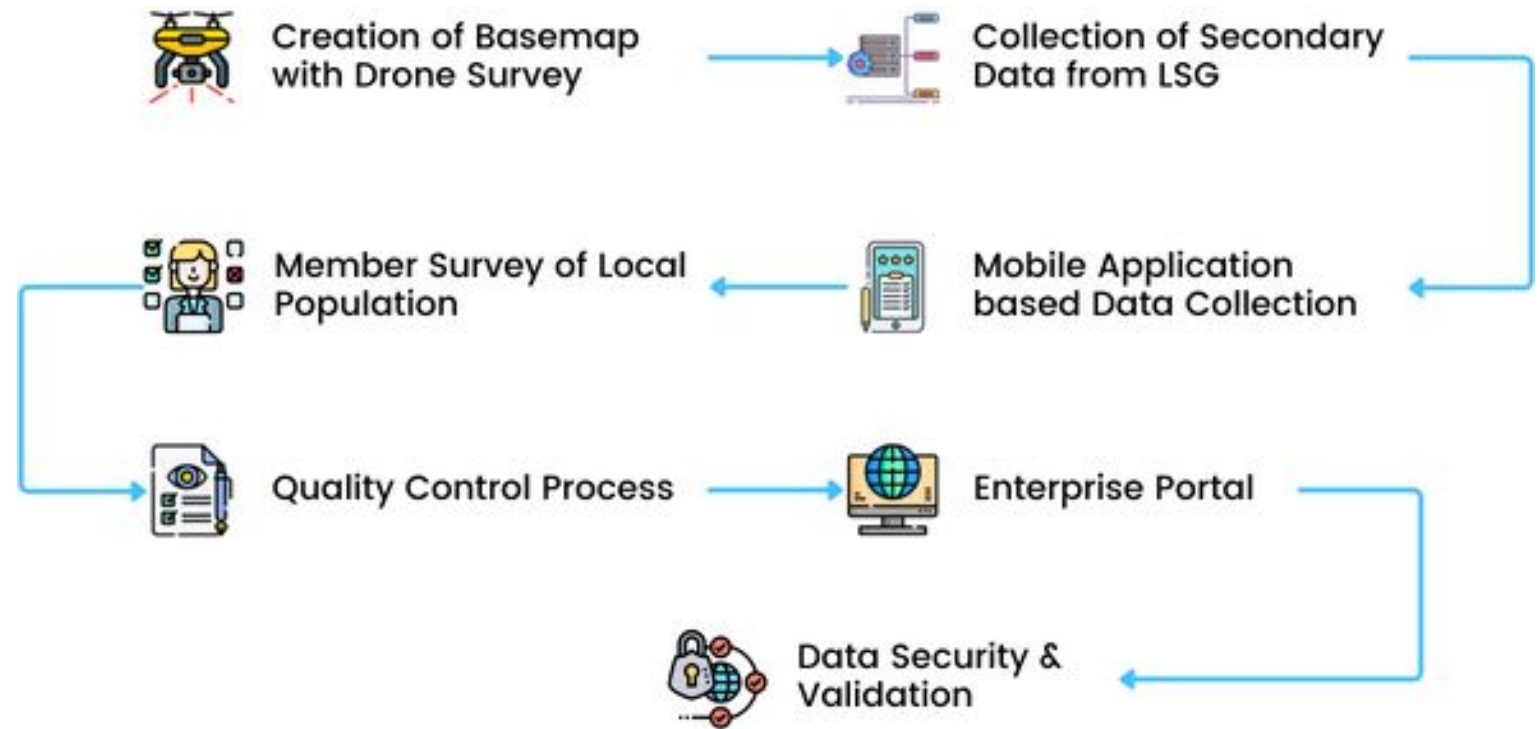 Creation of Basemap
with Drone Survey
Collection of Secondary
Data from LSG
Mobile Application
based Data Collection
Member Survey of Local
Population
Quality Control Process
Enterprise Portal
Data Security &
Validation